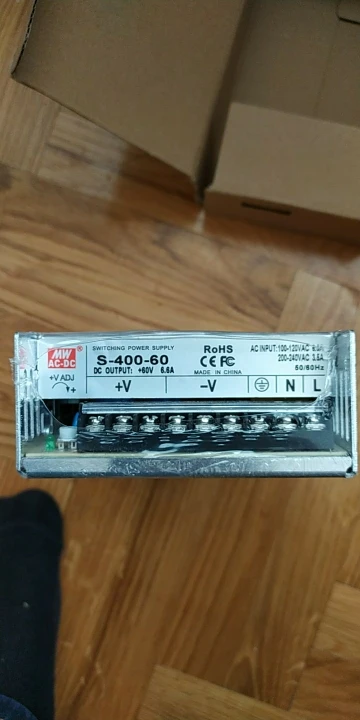 MW
AC-DC
SWITCHING POWER SUPPLY
S-400-60
DC OUTPUT: +60V 6.6A
RoHS
CE FC
MADE IN CHINA
AC INPUT:100-120VAC
200-240VAC 3.6A
50/60Hz
+V ADJ
+
+V
-V
N
L